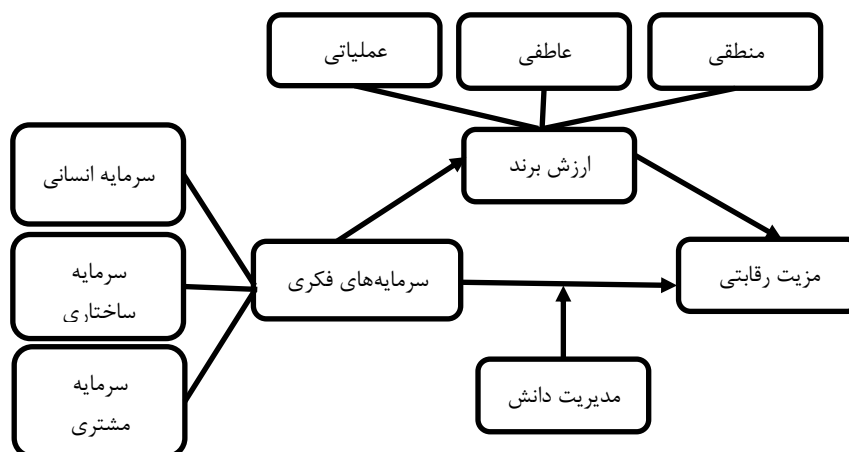 منطقی
عاطفی
عملیاتی
ارزش برند
سرمایه انسانی
سرمایه
ساختاری
سرمایه
مشتری
سرمایه‌های فکری
مزیت رقابتی
مدیریت دانش